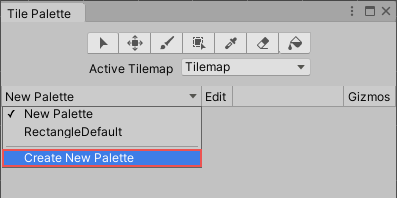 Tile Palette
Active Tilemap Tilemap
New Palette Edit Gizmos
✓ New Palette
RectangleDefault
Create New Palette